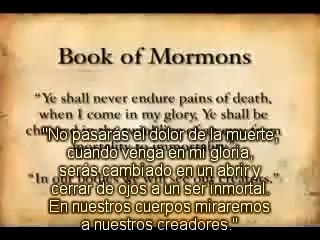 Book of Mormons
“Ye shall never endure pains of death,
when I come in my glory, Ye shall be
"No pasarás el dolor de la muerte,
cuando venga en mi gloria,
serás cambiado en un abrir y
cerrar de ojos a un ser inmortal.
En nuestros cuerpos miraremos
a nuestros creadores."